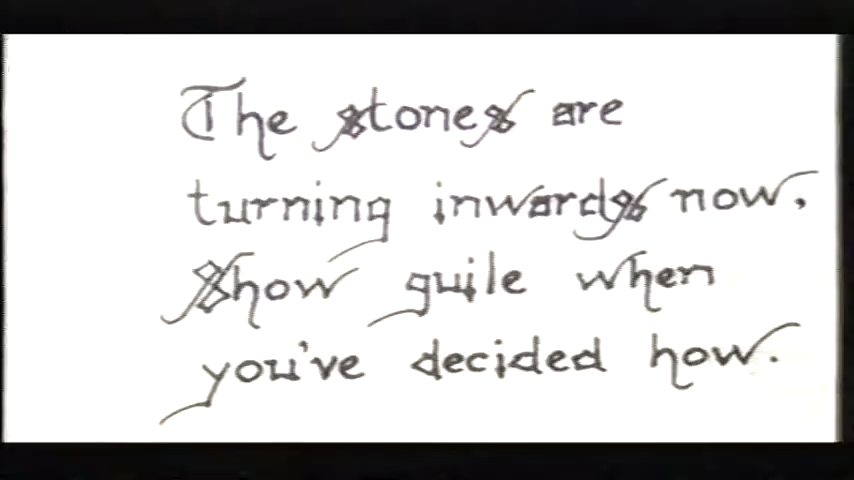 The stones are
turning inwards now.
Show guile when
you've decided how.